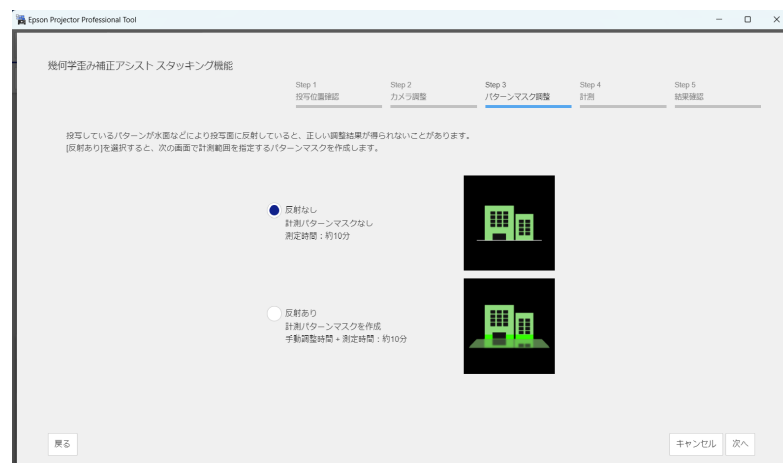 Epson Projector Professional Tool
幾何学歪み補正アシスト スタッキング機能
Step 1
投写位置確認
Step 2
カメラ調整
Step 3
パターンマスク調整
Step 4
計測
Step 5
結果確認
投写しているパターンが水面などにより投写面に反射していると、正しい調整結果が得られないことがあります。
[反射あり]を選択すると、次の画面で計測範囲を指定するパターンマスクを作成します。
反射なし
計測パターンマスクなし
測定時間：約10分
反射あり
計測パターンマスクを作成
手動調整時間 + 測定時間：約10分
戻る
キャンセル
次へ